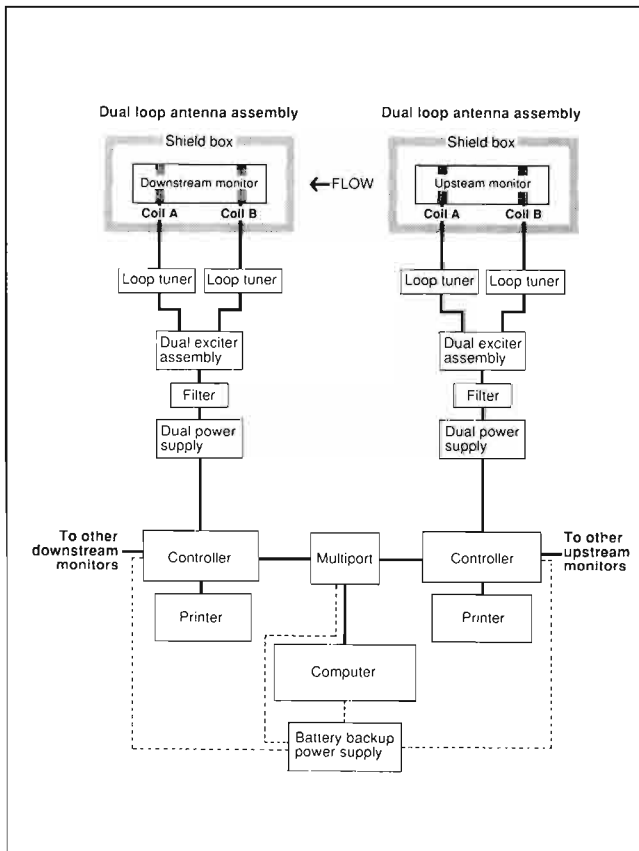 Dual loop antenna assembly
Dual loop antenna assembly
Shield box
Shield box
Downstream monitor
←FLOW
Upsteam monitor
Coil A
Coil B
Coil A
Coil B
Loop tuner
Loop tuner
Loop tuner
Loop tuner
Dual exciter
assembly
Dual exciter
assembly
Filter
Filter
Dual power
supply
Dual power
supply
To other
downstream
monitors
Controller
Multiport
Controller
To other
upstream
monitors
Printer
Printer
Computer
Battery backup
power supply